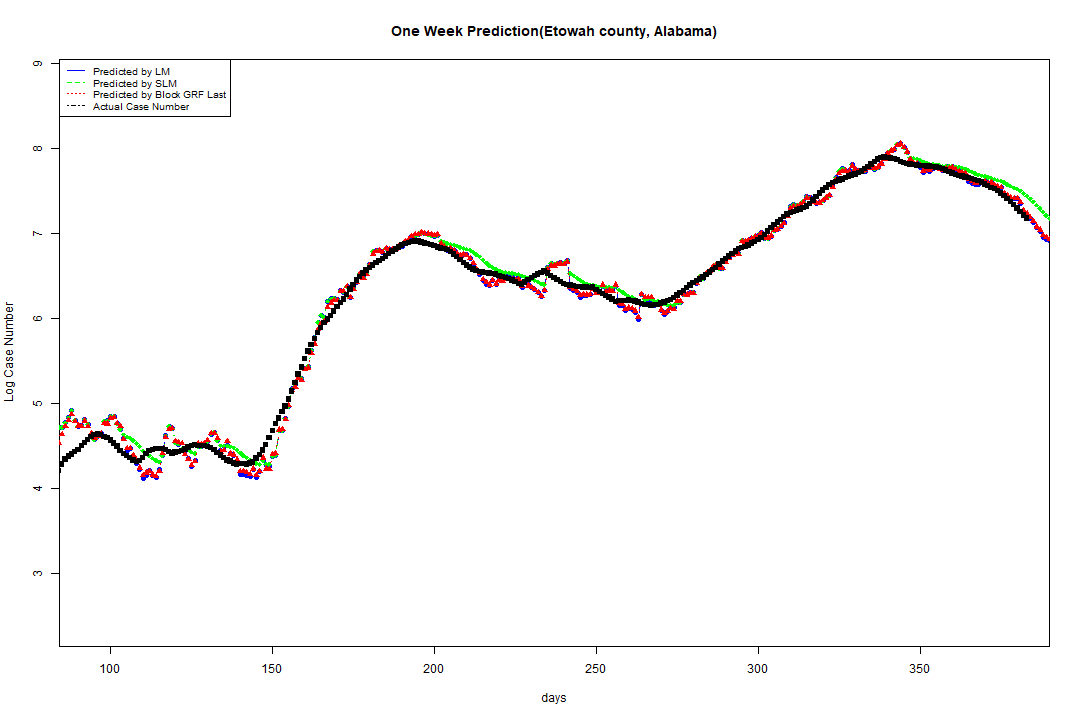 One Week Prediction(Etowah county, Alabama)
Predicted by LM
Predicted by SLM
Predicted by Block GRF Last
Actual Case Number
9
8
7
6
5
4
3
Log Case Number
100 150 200 250 300 350
days